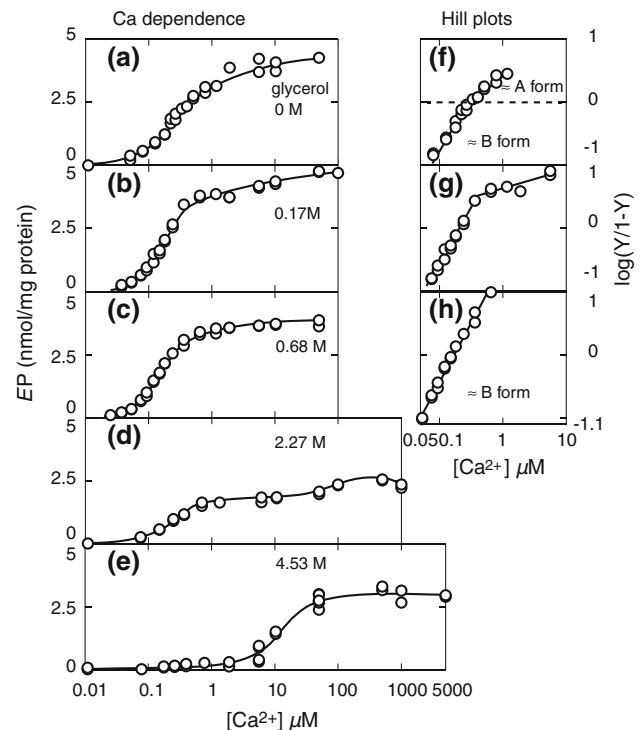 Ca dependence
Hill plots
5
(a)
glycerol
0 M
2.5
0
(f)
1
≈ A form
0
≈ B form
-1
5
(b)
0.17M
2.5
0
(g)
1
0
-1
5
(c)
0.68 M
2.5
0
(h)
1
0
≈ B form
-1.1
0.05 0.1 1 10
[Ca²⁺] μM
5
(d)
2.27 M
2.5
0
5
(e)
4.53 M
2.5
0
0.01 0.1 1 10 100 1000 5000
[Ca²⁺] μM
EP (nmol/mg protein)
log(Y/1-Y)